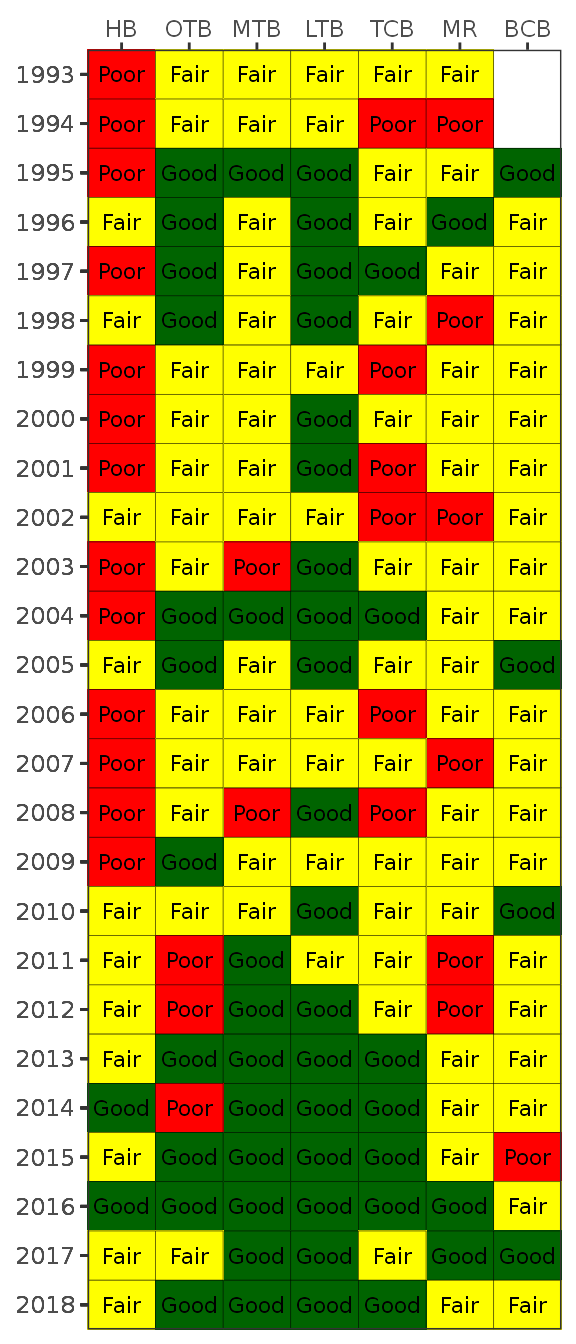 HB OTB MTB LTB TCB MR BCB
1993 Poor Fair Fair Fair Fair Fair
1994 Poor Fair Fair Fair Poor Poor
1995 Poor Good Good Good Fair Fair Good
1996 Fair Good Fair Good Fair Good Fair
1997 Poor Good Fair Good Good Fair Fair
1998 Fair Good Fair Good Fair Poor Fair
1999 Poor Fair Fair Fair Poor Fair Fair
2000 Poor Fair Fair Good Fair Fair Fair
2001 Poor Fair Fair Good Poor Fair Fair
2002 Fair Fair Fair Fair Poor Poor Fair
2003 Poor Fair Poor Good Fair Fair Fair
2004 Poor Good Good Good Good Fair Fair
2005 Fair Good Fair Good Fair Fair Good
2006 Poor Fair Fair Fair Poor Fair Fair
2007 Poor Fair Fair Fair Fair Poor Fair
2008 Poor Fair Poor Good Poor Fair Fair
2009 Poor Good Fair Fair Fair Fair Fair
2010 Fair Fair Fair Good Fair Fair Good
2011 Fair Poor Good Fair Fair Poor Fair
2012 Fair Poor Good Good Fair Poor Fair
2013 Fair Good Good Good Good Fair Fair
2014 Good Poor Good Good Good Fair Fair
2015 Fair Good Good Good Good Fair Poor
2016 Good Good Good Good Good Good Fair
2017 Fair Fair Good Good Fair Good Good
2018 Fair Good Good Good Good Fair Fair